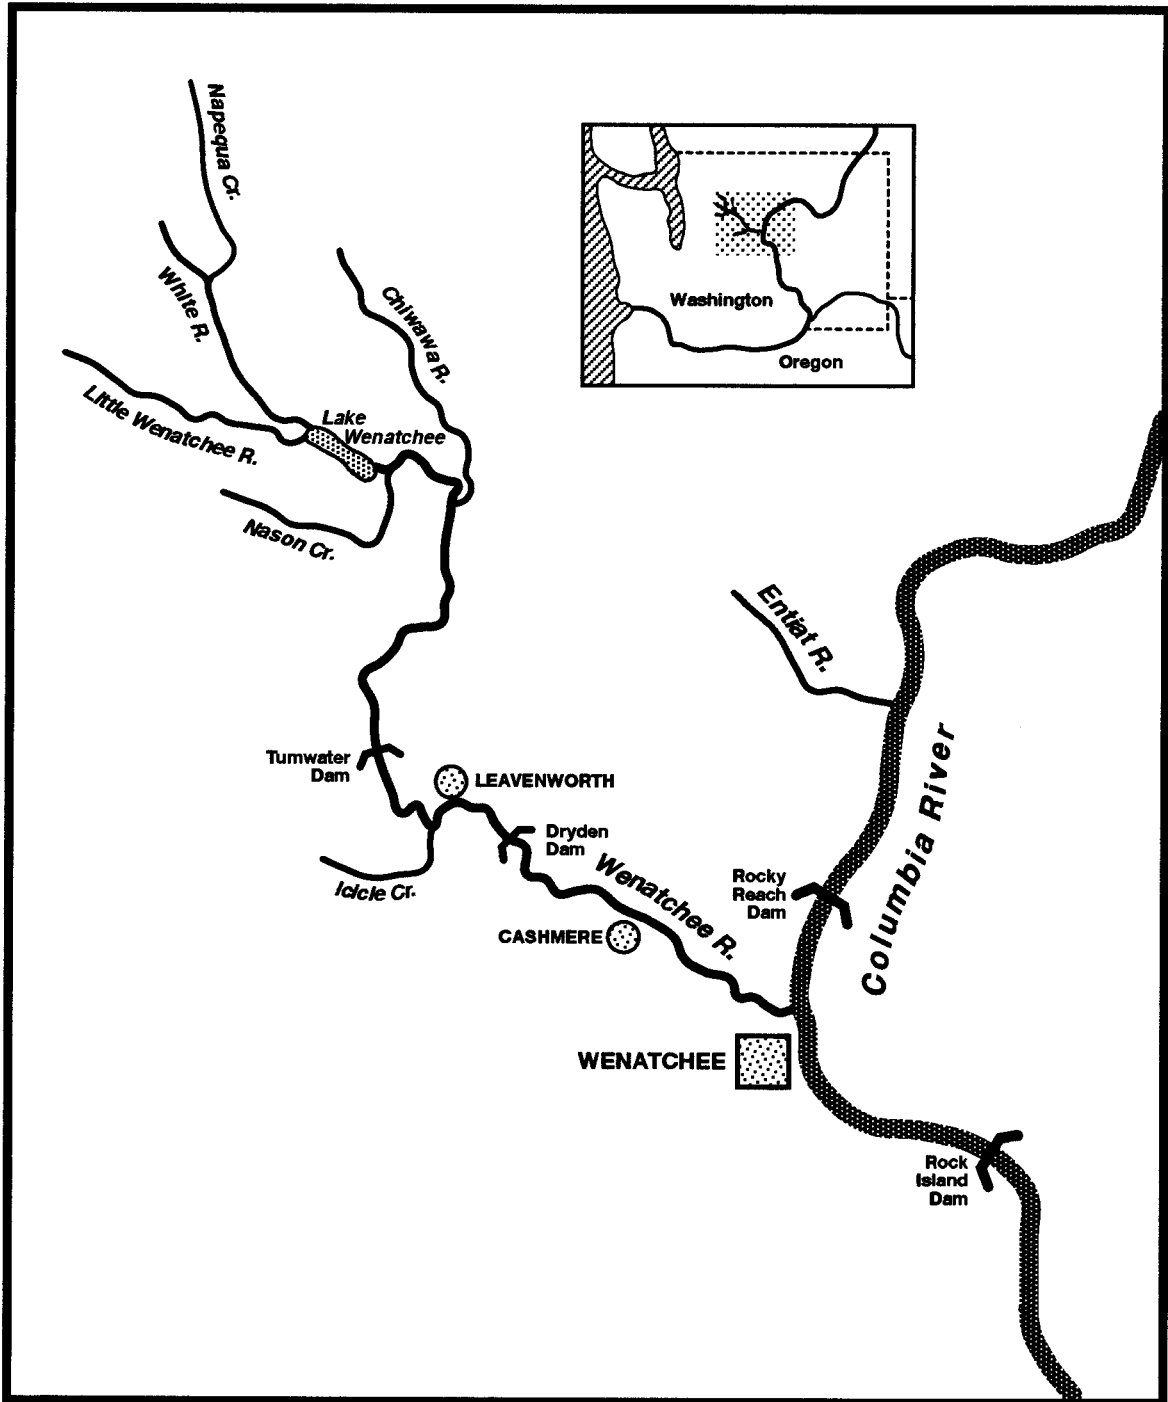 Napequa Cr.
White R.
Chiwawa R.
Washington
Oregon
Little Wenatchee R.
Lake
Wenatchee
Nason Cr.
Entiat R.
Tumwater
Dam
LEAVENWORTH
Dryden
Dam
Icicle Cr.
Wenatchee R.
CASHMERE
Rocky
Reach
Dam
Columbia River
WENATCHEE
Rock
Island
Dam